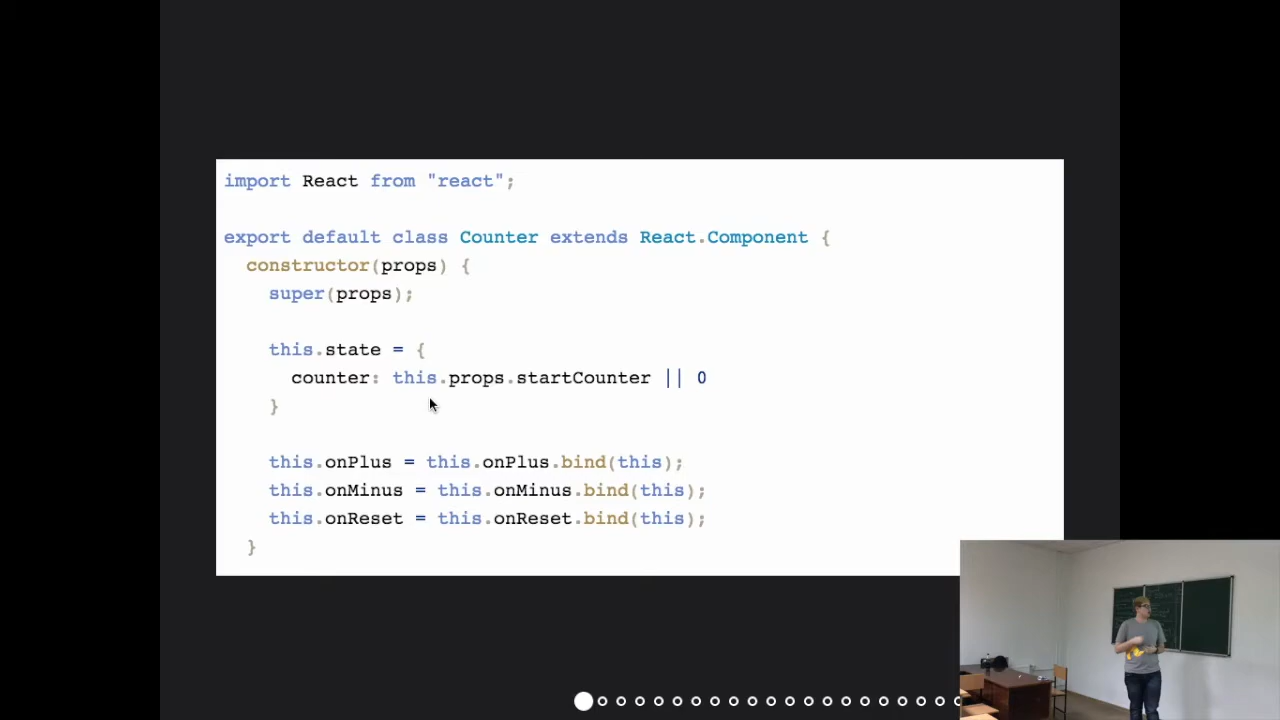 import React from "react";
export default class Counter extends React.Component {
constructor(props) {
super(props);
this.state = {
counter: this.props.startCounter || 0
}
this.onPlus = this.onPlus.bind(this);
this.onMinus = this.onMinus.bind(this);
this.onReset = this.onReset.bind(this);
}